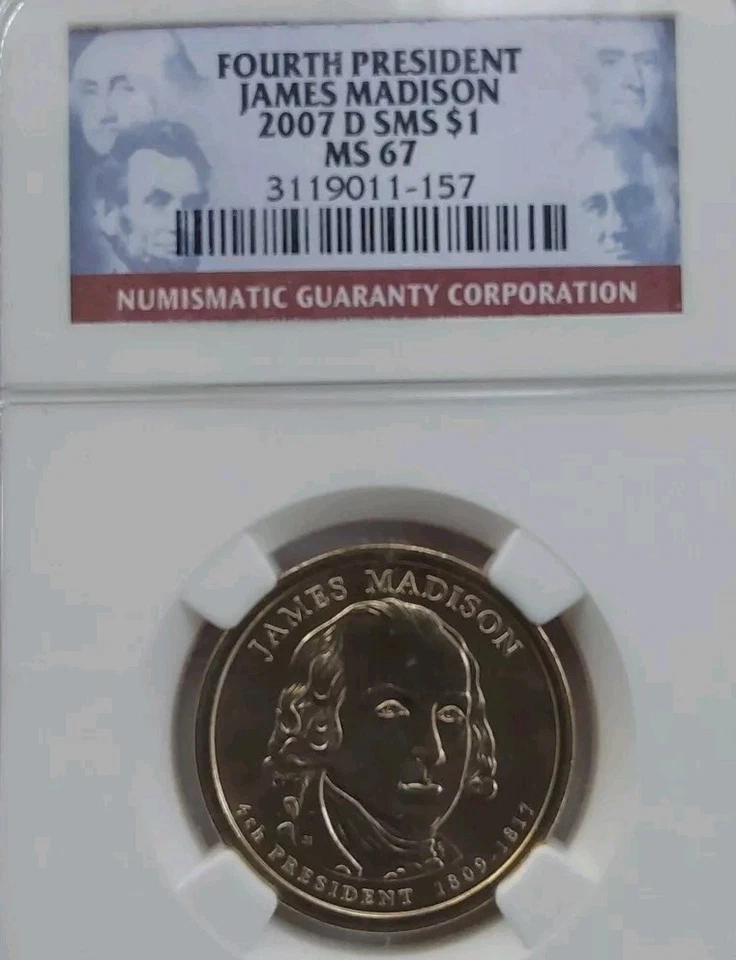 FOURTH PRESIDENT
JAMES MADISON
2007 D SMS $1
MS 67
3119011-157
NUMISMATIC GUARANTY CORPORATION
JAMES MADISON
4th PRESIDENT 1809-1817